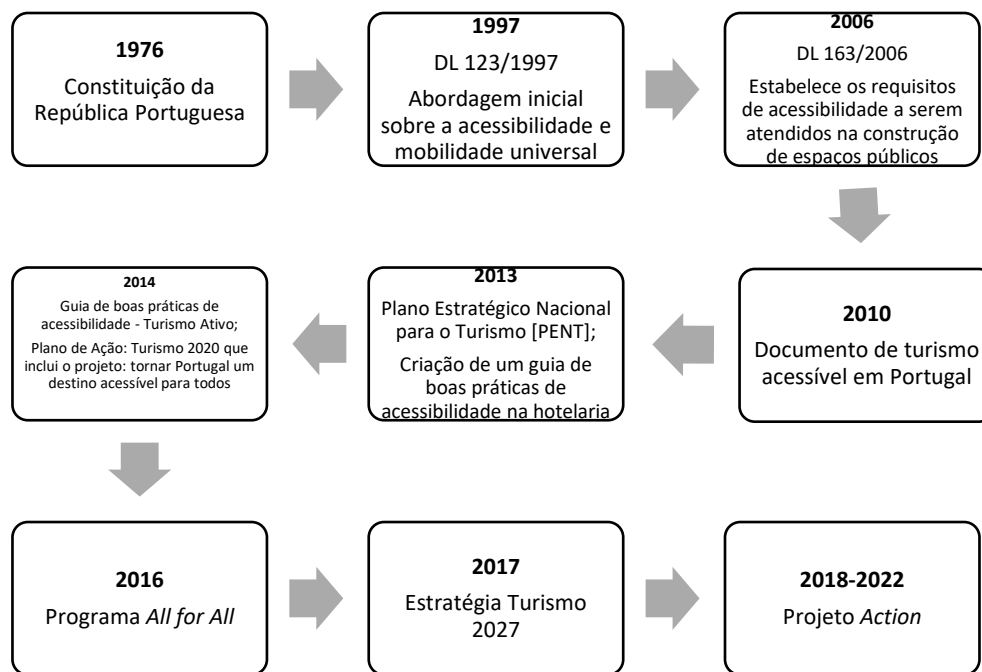 1976
Constituição da
República Portuguesa
1997
DL 123/1997
Abordagem inicial
sobre a acessibilidade e
mobilidade universal
2006
DL 163/2006
Estabelece os requisitos
de acessibilidade a serem
atendidos na construção
de espaços públicos
2010
Documento de turismo
acessível em Portugal
2013
Plano Estratégico Nacional
para o Turismo [PENT];
Criação de um guia de
boas práticas de
acessibilidade na hotelaria
2014
Guia de boas práticas de
acessibilidade - Turismo Ativo;
Plano de Ação: Turismo 2020 que
inclui o projeto: tornar Portugal um
destino acessível para todos
2016
Programa All for All
2017
Estratégia Turismo
2027
2018-2022
Projeto Action